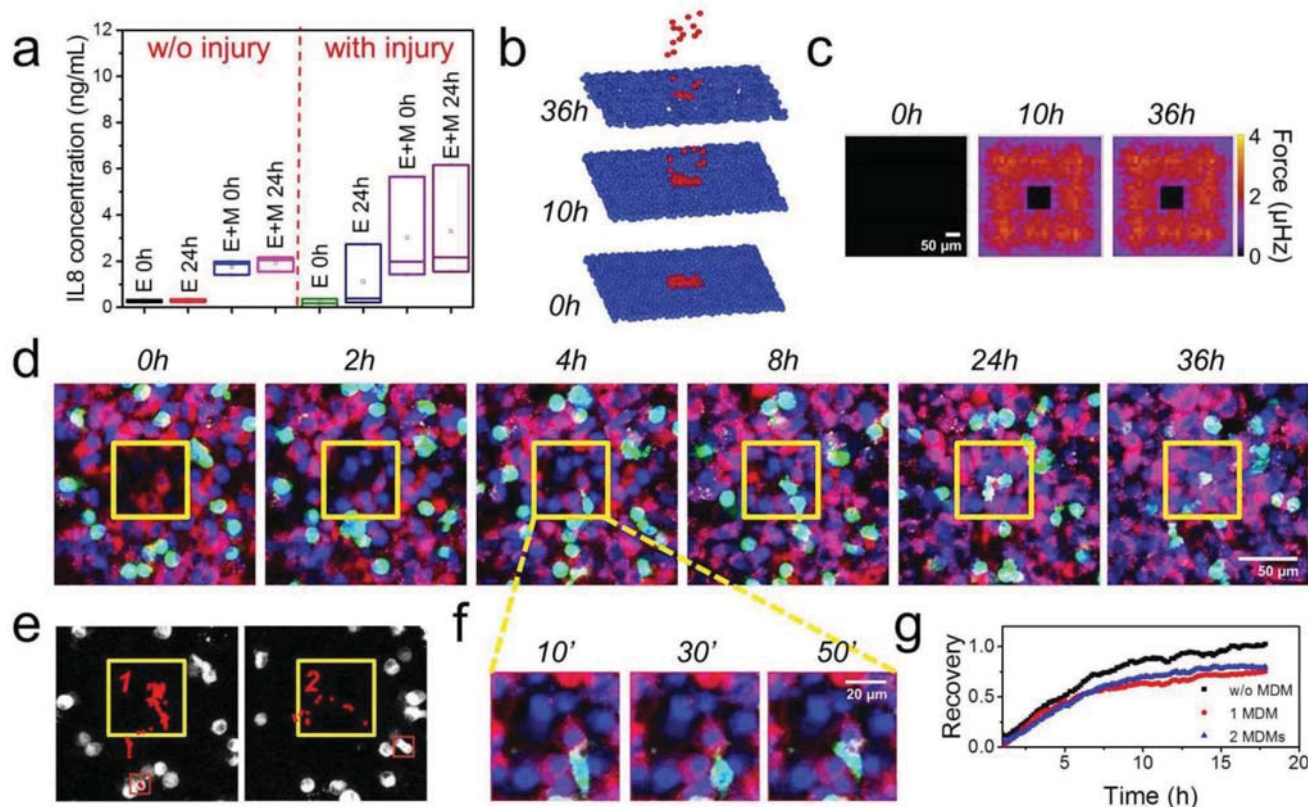 a
IL8 concentration (ng/mL)
12
10
8
6
4
2
0
w/o injury
with injury
E 0h
E 24h
E+M 0h
E+M 24h
E 0h
E 24h
E+M 0h
E+M 24h
b
36h
10h
0h
c
0h
10h
36h
50 µm
4
2
0
Force (µHz)
d
0h
2h
4h
8h
24h
36h
50 µm
e
1
2
f
10’
30’
50’
20 µm
g
Recovery
1.0
0.5
0.0
w/o MDM
1 MDM
2 MDMs
5
10
15
20
Time (h)